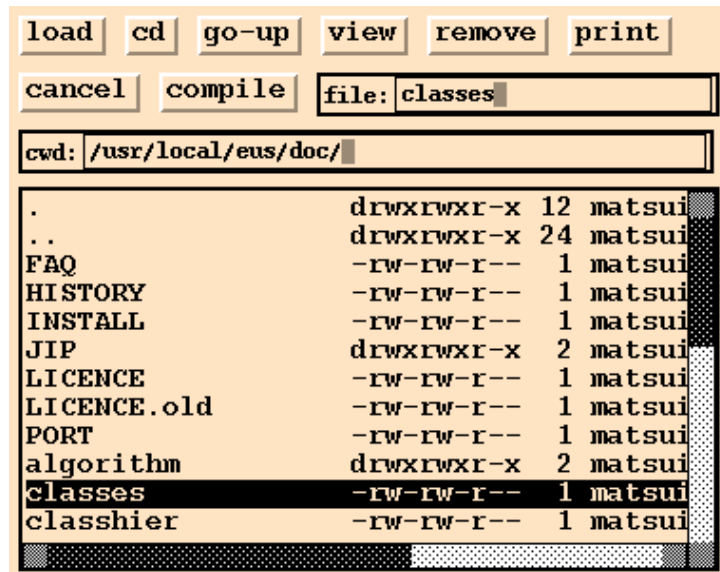 load cd go-up view remove print
cancel compile file: classes
cwd: /usr/local/eus/doc/
. drwxrwxr-x 12 matsui
.. drwxrwxr-x 24 matsui
FAQ -rw-rw-r-- 1 matsui
HISTORY -rw-rw-r-- 1 matsui
INSTALL -rw-rw-r-- 1 matsui
JIP drwxrwxr-x 2 matsui
LICENCE -rw-rw-r-- 1 matsui
LICENCE.old -rw-rw-r-- 1 matsui
PORT -rw-rw-r-- 1 matsui
algorithm drwxrwxr-x 2 matsui
classes -rw-rw-r-- 1 matsui
classhier -rw-rw-r-- 1 matsui